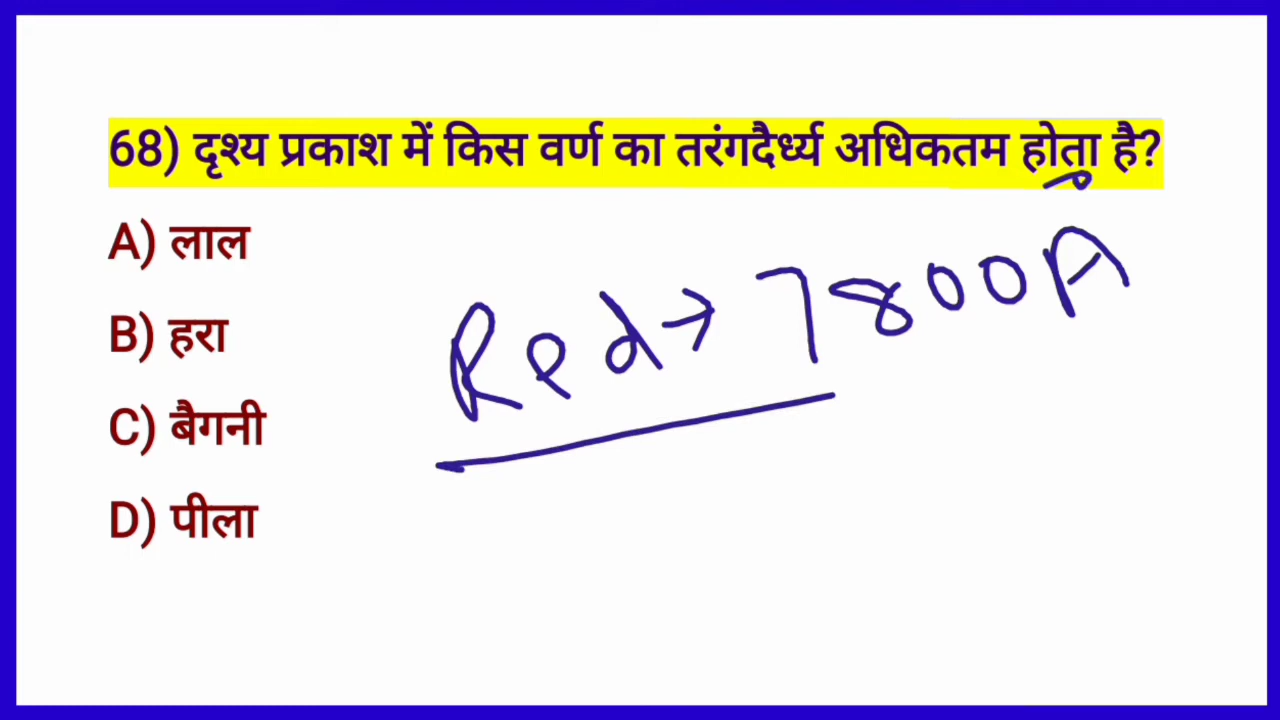 68) दृश्य प्रकाश में किस वर्ण का तरंगदैर्ध्य अधिकतम होता है?
A) लाल
B) हरा
C) बैगनी
D) पीला
Red → 7800A